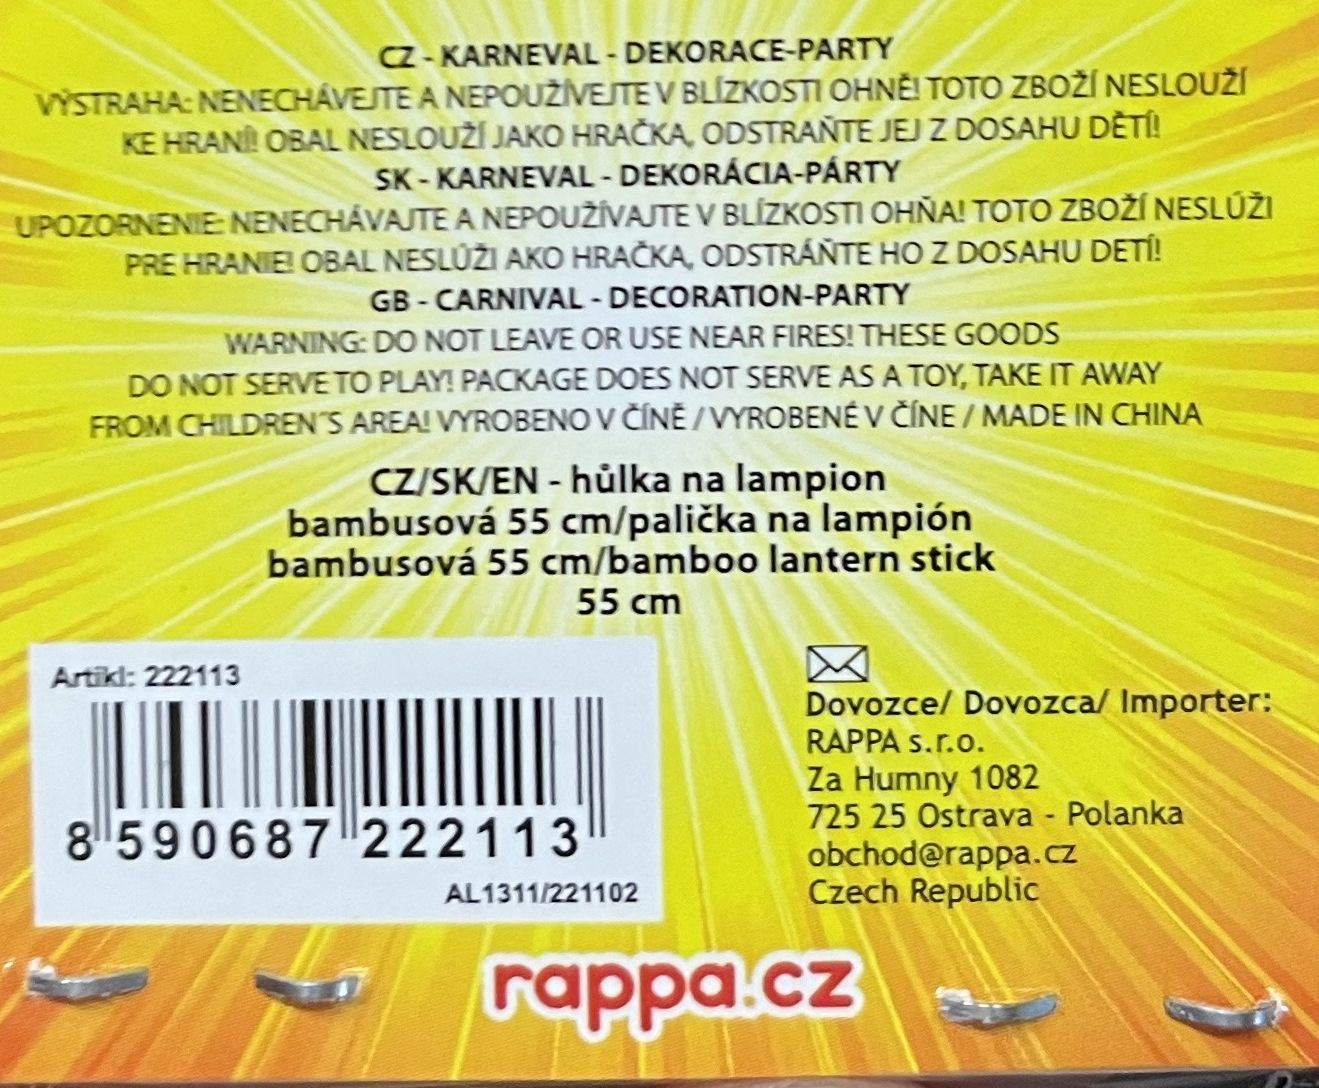 CZ - KARNEVAL - DEKORACE-PARTY
VÝSTRAHA: NENECHÁVEJTE A NEPOUŽÍVEJTE V BLÍZKOSTI OHNĚ! TOTO ZBOŽÍ NESLOUŽÍ
KE HRANÍ! OBAL NESLOUŽÍ JAKO HRAČKA, ODSTRAŇTE JEJ Z DOSAHU DĚTÍ!
SK - KARNEVAL - DEKORÁCIA-PÁRTY
UPOZORNENIE: NENECHÁVAJTE A NEPOUŽÍVAJTE V BLÍZKOSTI OHŇA! TOTO ZBOŽÍ NESLÚŽI
PRE HRANIE! OBAL NESLÚŽI AKO HRAČKA, ODSTRÁŇTE HO Z DOSAHU DETÍ!
GB - CARNIVAL - DECORATION-PARTY
WARNING: DO NOT LEAVE OR USE NEAR FIRES! THESE GOODS
DO NOT SERVE TO PLAY! PACKAGE DOES NOT SERVE AS A TOY, TAKE IT AWAY
FROM CHILDREN´S AREA! VYROBENO V ČÍNĚ / VYROBENÉ V ČÍNE / MADE IN CHINA
CZ/SK/EN - hůlka na lampion
bambusová 55 cm/palička na lampión
bambusová 55 cm/bamboo lantern stick
55 cm
Artikl: 222113
8 590687 222113
AL1311/221102
Dovozce/ Dovozca/ Importer:
RAPPA s.r.o.
Za Humny 1082
725 25 Ostrava - Polanka
obchod@rappa.cz
Czech Republic
rappa.cz